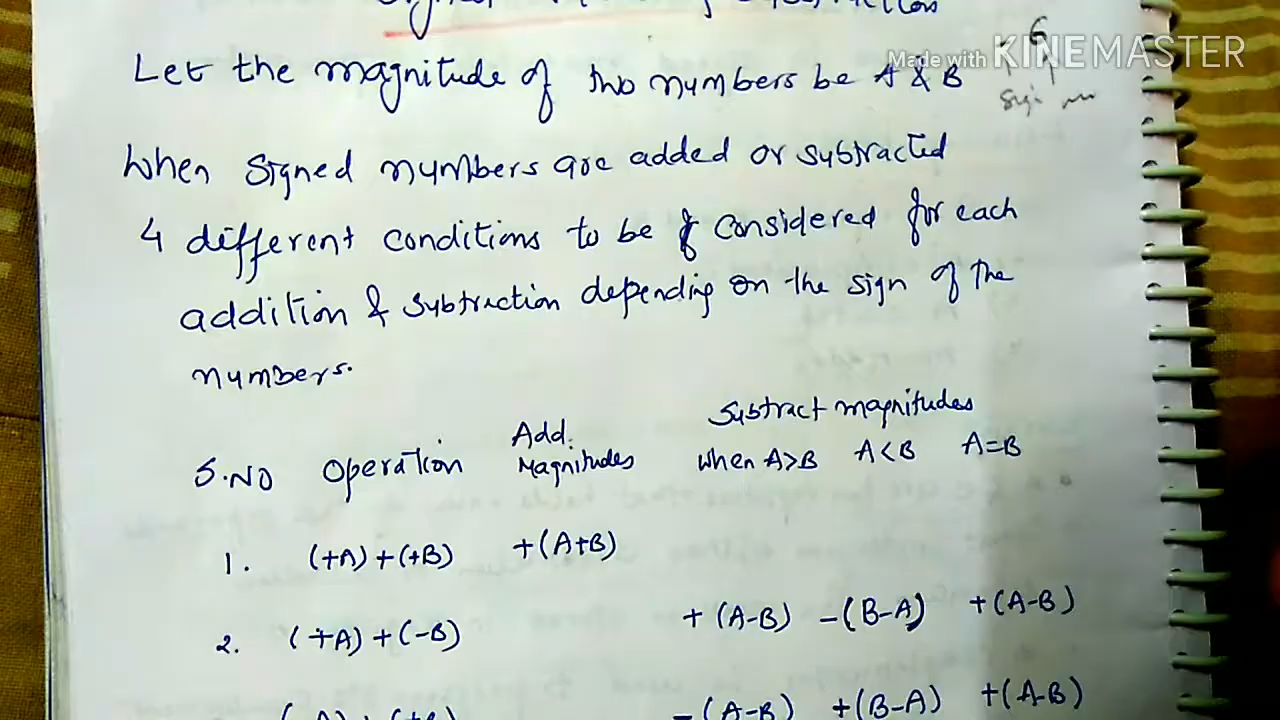 Let the magnitude of two numbers be A & B
Made with KINEMASTER
6
When Signed numbers are added or subtracted
4 different conditions to be considered for each
addition & subtraction depending on the sign of the
numbers.
S.NO Operation Add. Magnitudes Subtract magnitudes
when A>B A<B A=B
1. (+A)+(+B) +(A+B)
2. (+A)+(-B) +(A-B) -(B-A) +(A-B)
-(A-B) +(B-A) +(A-B)